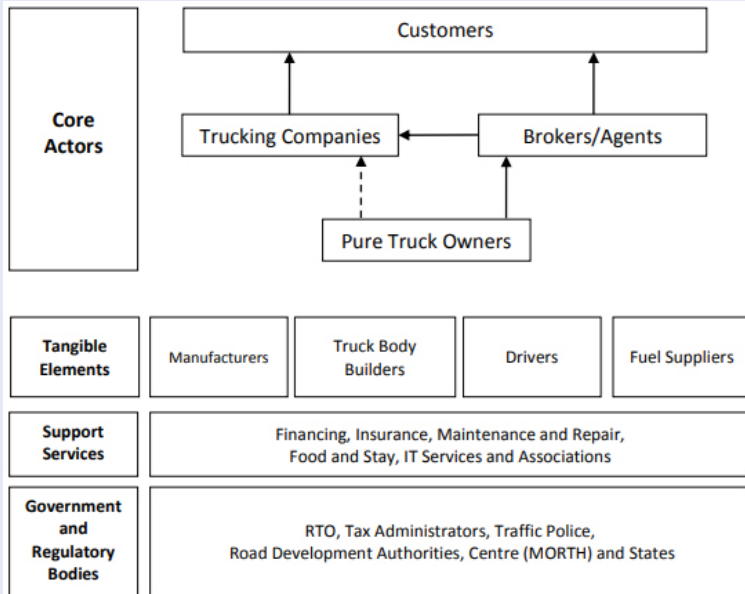 Customers
Core
Actors
Trucking Companies
Brokers/Agents
Pure Truck Owners
Tangible
Elements
Manufacturers
Truck Body
Builders
Drivers
Fuel Suppliers
Support
Services
Financing, Insurance, Maintenance and Repair,
Food and Stay, IT Services and Associations
Government
and
Regulatory
Bodies
RTO, Tax Administrators, Traffic Police,
Road Development Authorities, Centre (MORTH) and States